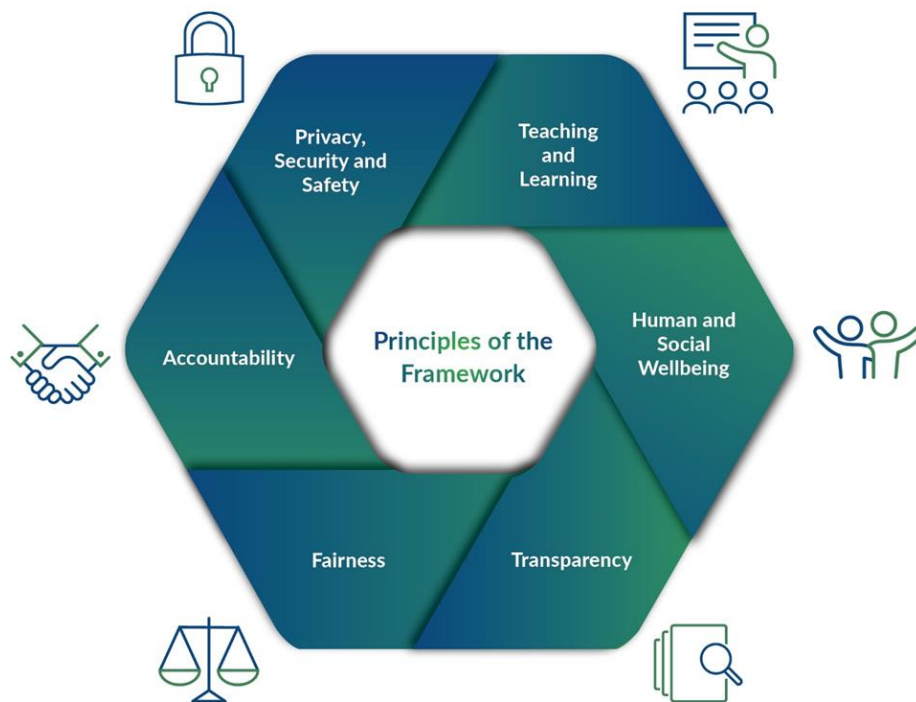 Privacy,
Security and
Safety
Teaching
and
Learning
Accountability
Principles of the
Framework
Human and
Social
Wellbeing
Fairness
Transparency